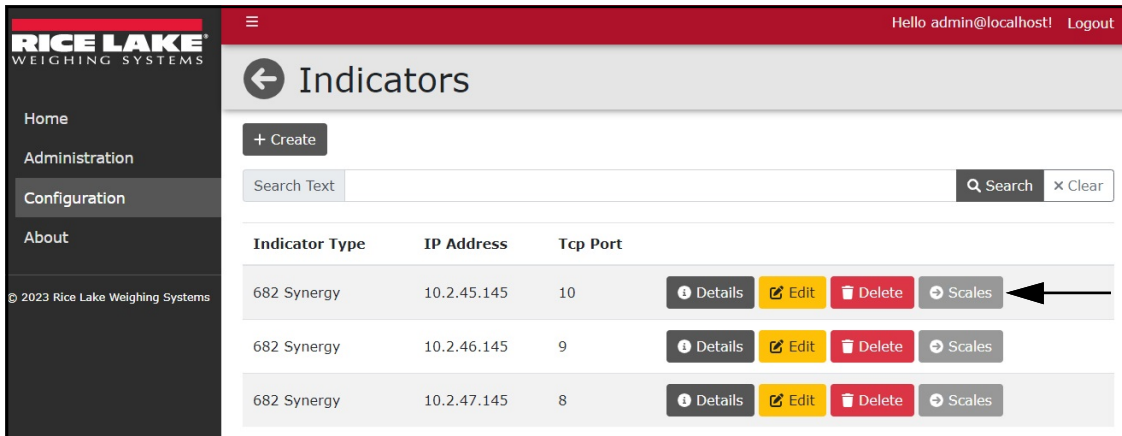 RICE LAKE®
WEIGHING SYSTEMS
Home
Administration
Configuration
About
© 2023 Rice Lake Weighing Systems
Hello admin@localhost! Logout
Indicators
+ Create
Search Text Search × Clear
Indicator Type IP Address Tcp Port
682 Synergy 10.2.45.145 10 Details Edit Delete Scales
682 Synergy 10.2.46.145 9 Details Edit Delete Scales
682 Synergy 10.2.47.145 8 Details Edit Delete Scales